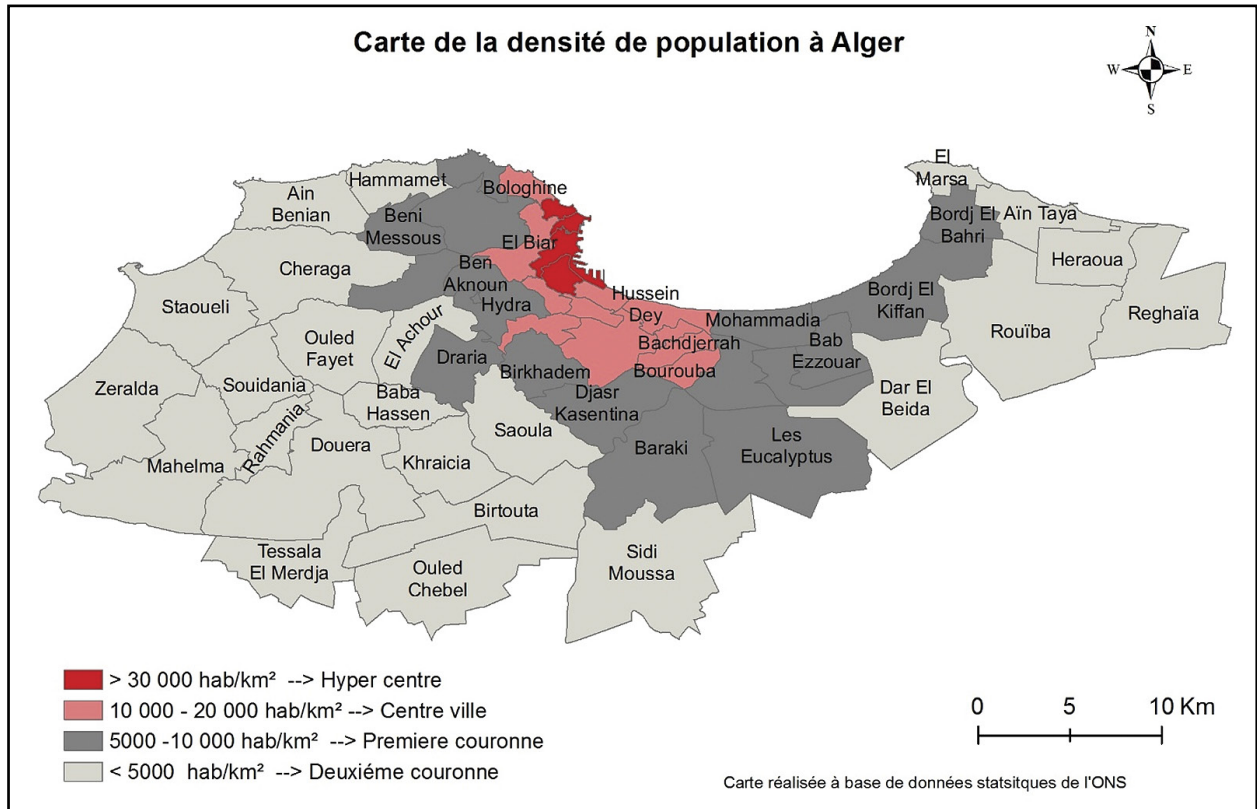 Carte de la densité de population à Alger
N
W E
S
El
Marsa
Hammamet
Bologhine
Ain
Benian
Beni
Messous
Bordj El
Bahri
Aïn Taya
El Biar
Cheraga
Ben
Aknoun
Heraoua
Staoueli
Hydra
Hussein
Dey
Bordj El
Kiffan
Reghaïa
Ouled
Fayet
El Achour
Mohammadia
Rouïba
Draria
Bachdjerrah
Bab
Ezzouar
Zeralda
Souidania
Birkhadem
Bourouba
Baba
Hassen
Djasr
Kasentina
Dar El
Beida
Rahmania
Douera
Saoula
Mahelma
Khraicia
Baraki
Les
Eucalyptus
Birtouta
Tessala
El Merdja
Ouled
Chebel
Sidi
Moussa
> 30 000 hab/km² --> Hyper centre
10 000 - 20 000 hab/km² --> Centre ville
5000 -10 000 hab/km² --> Premiere couronne
< 5000 hab/km² --> Deuxiéme couronne
0 5 10 Km
Carte réalisée à base de données statsitques de l'ONS